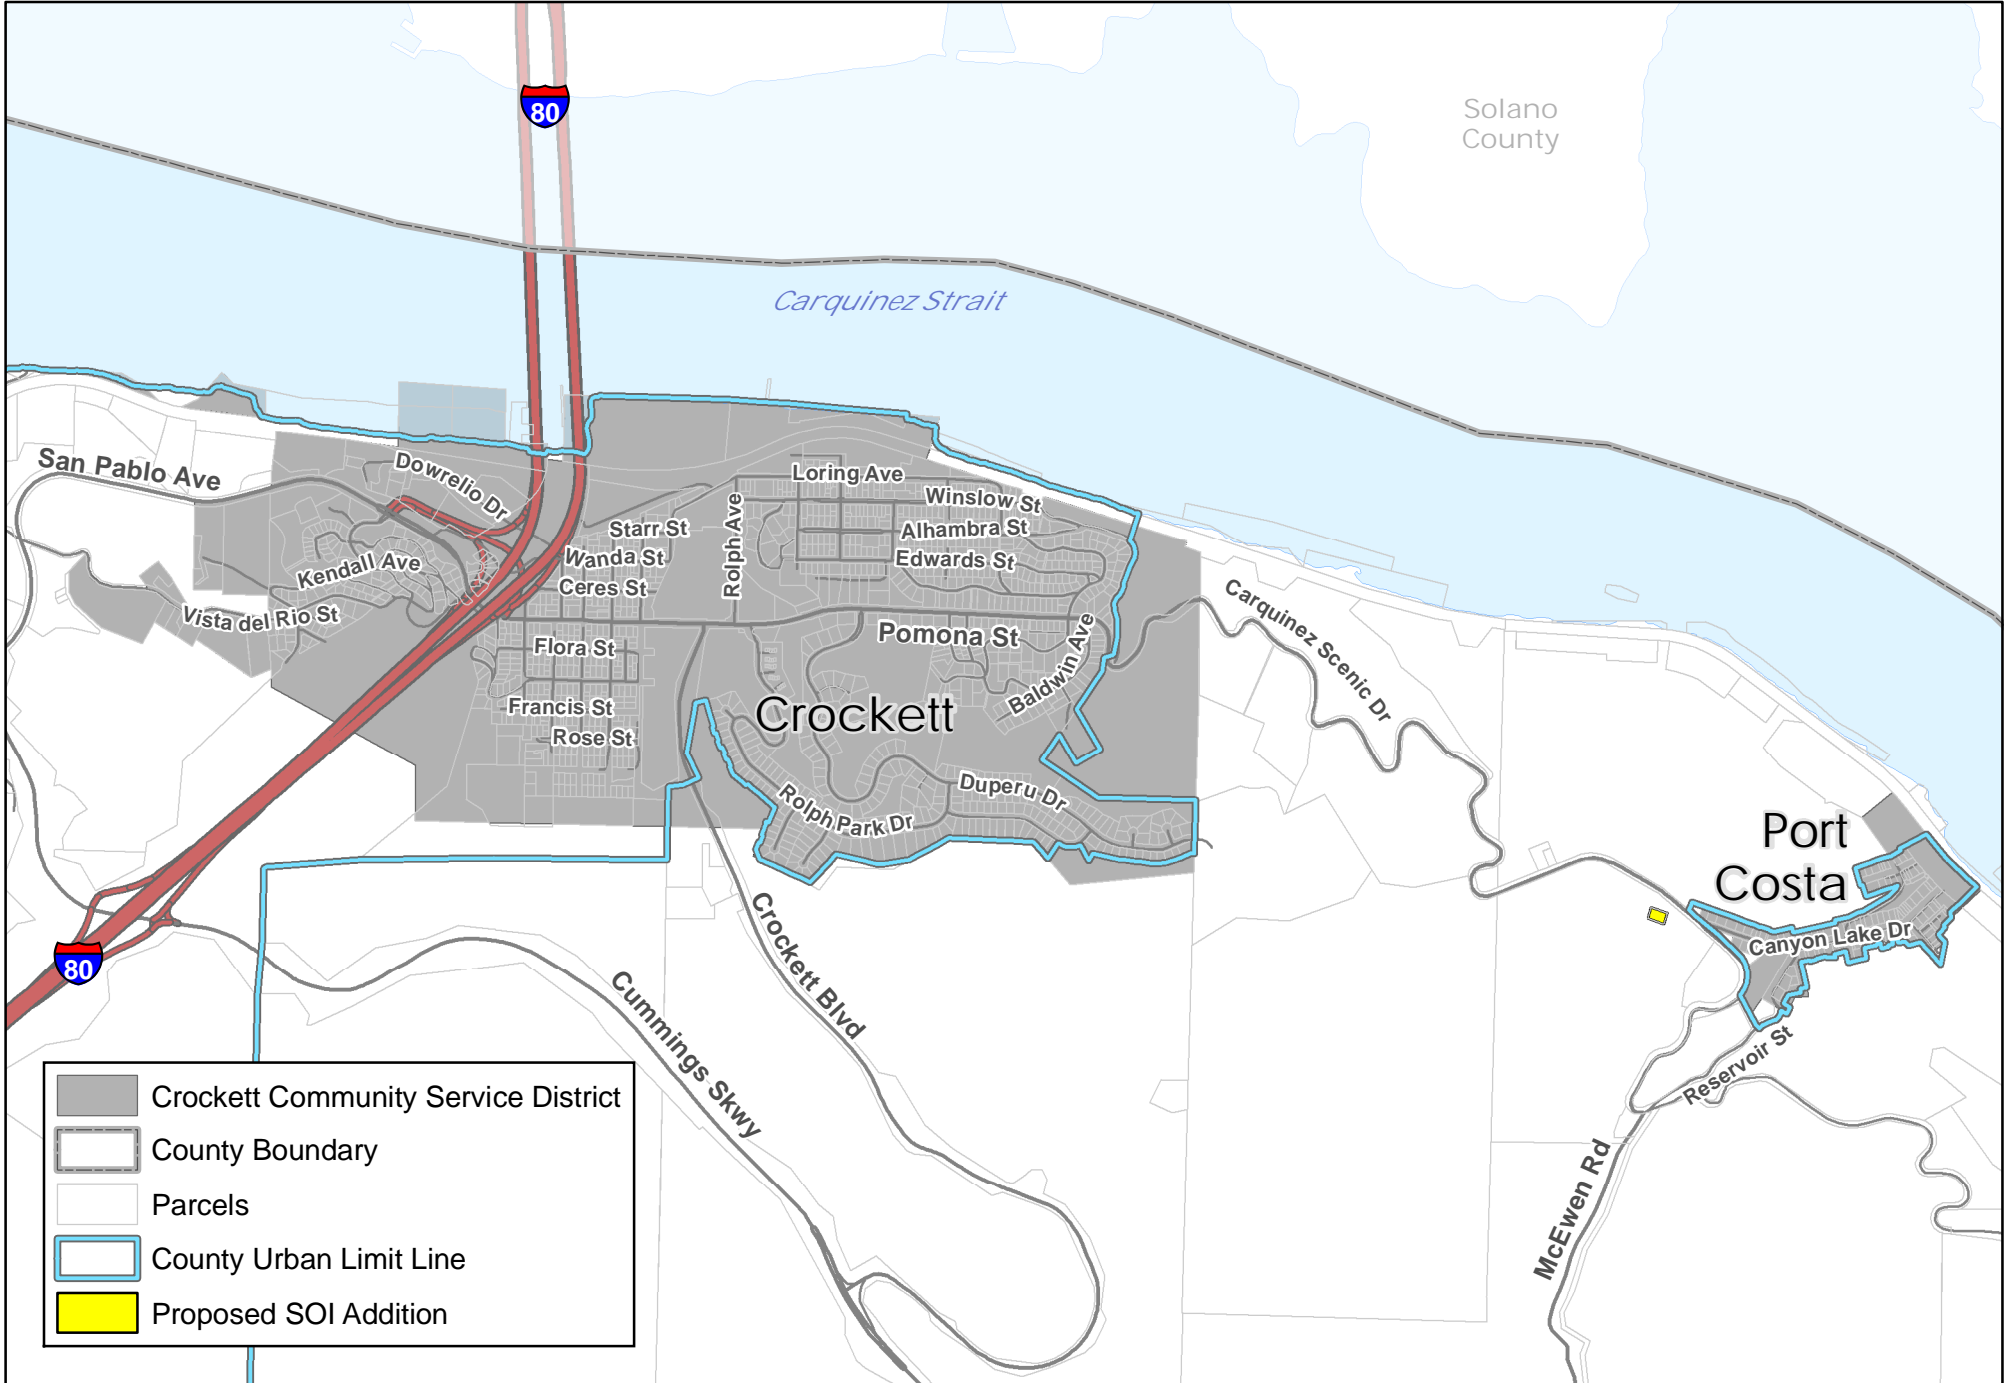 80
Solano
County
Carquinez Strait
San Pablo Ave
Dowrelio Dr
Loring Ave
Winslow St
Rolph Ave
Starr St
Alhambra St
Wanda St
Edwards St
Kendall Ave
Ceres St
Vista del Rio St
Carquinez Scenic Dr
Pomona St
Flora St
Baldwin Ave
Francis St
Crockett
Rose St
Duperu Dr
Rolph Park Dr
Port
Costa
Canyon Lake Dr
80
Crockett Blvd
Cummings Skwy
Reservoir St
McEwen Rd
Crockett Community Service District
County Boundary
Parcels
County Urban Limit Line
Proposed SOI Addition